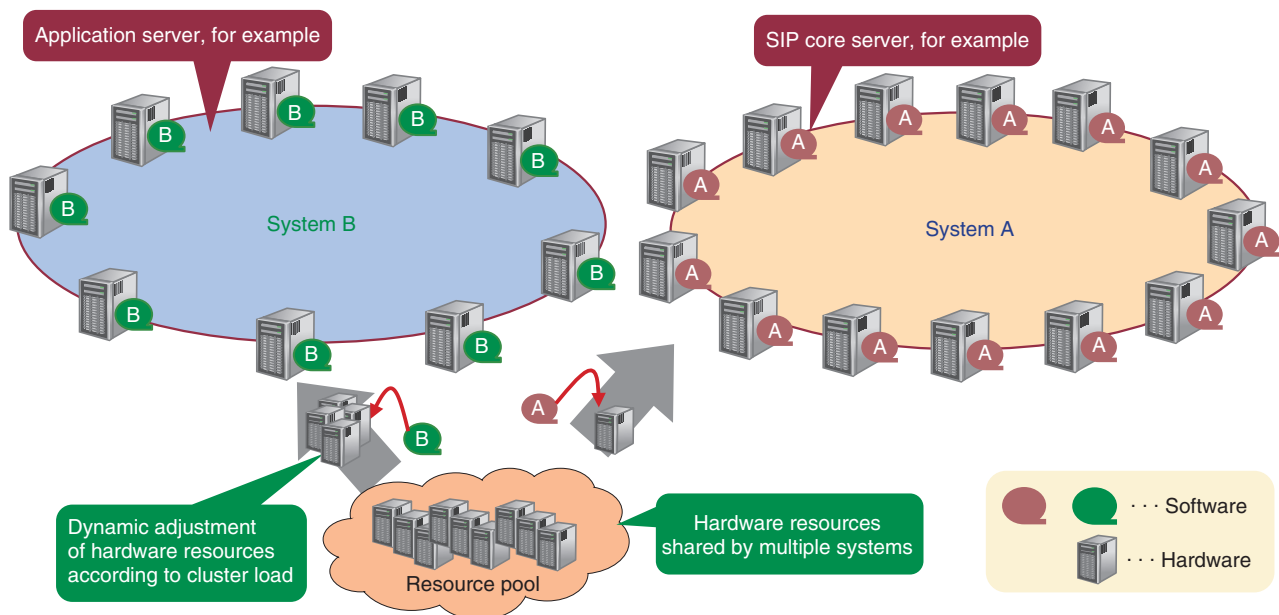 Application server, for example
SIP core server, for example
B
B
B
B
B
B
B
B
B
System B
A
A
A
A
A
A
A
A
A
A
A
A
A
System A
B
A
Dynamic adjustment
of hardware resources
according to cluster load
Resource pool
Hardware resources
shared by multiple systems
· · · Software
· · · Hardware